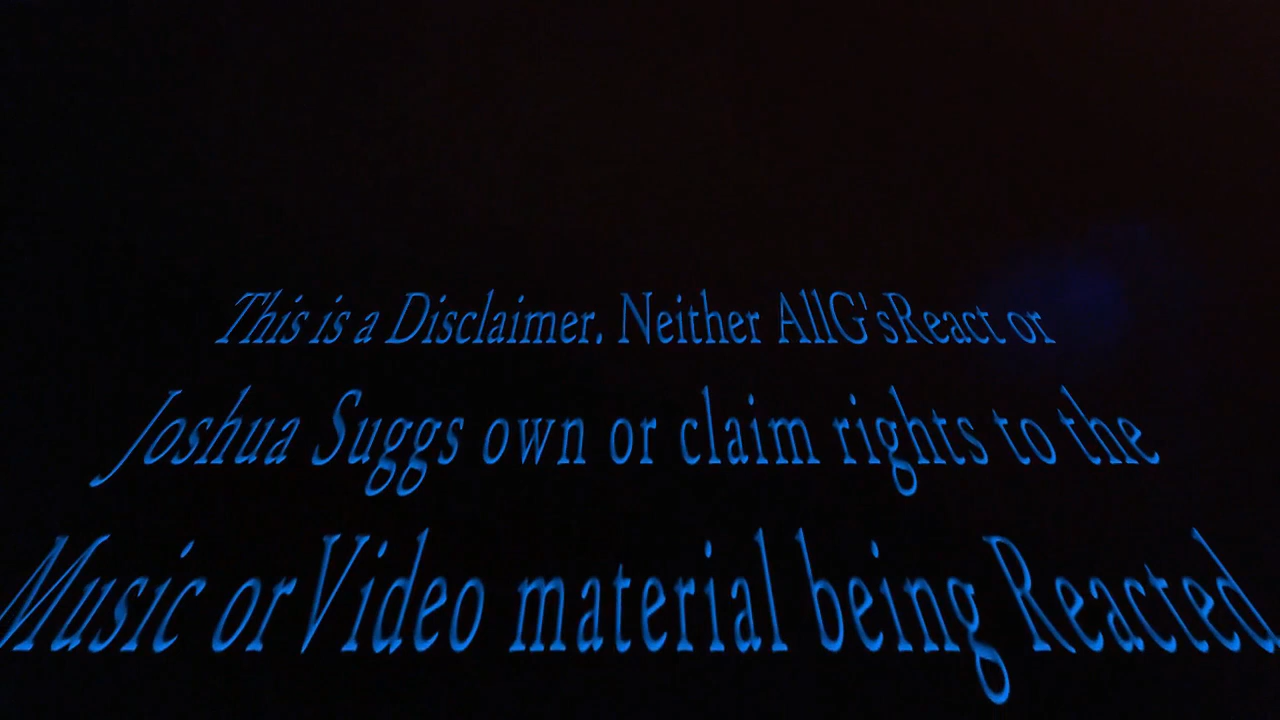 This is a Disclaimer. Neither AllG'sReact or
Joshua Suggs own or claim rights to the
Music or Video material being Reacted